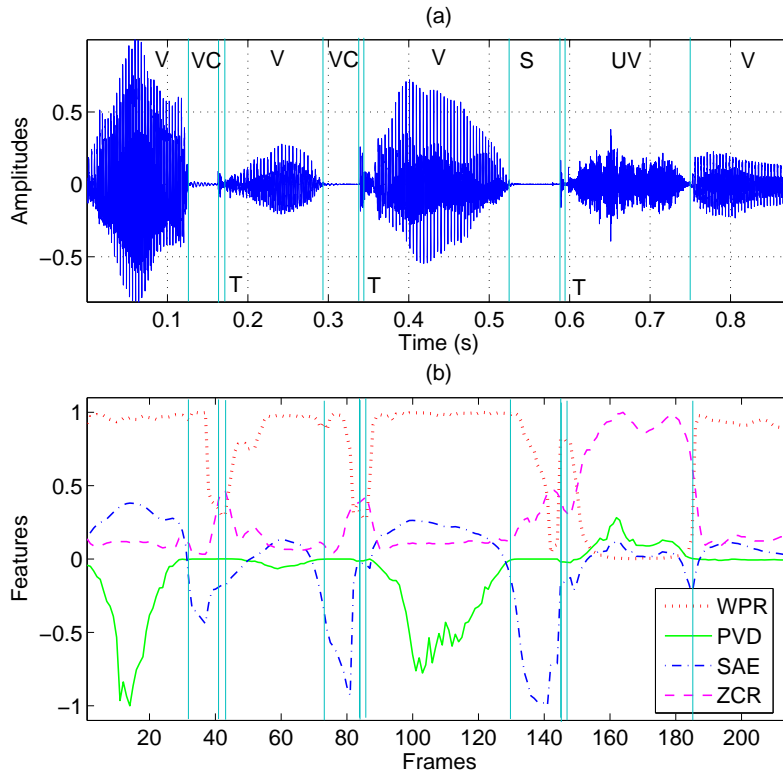 (a)
V VC V VC V S UV V
0.5
0
−0.5
Amplitudes
T T T
0.1 0.2 0.3 0.4 0.5 0.6 0.7 0.8
Time (s)
(b)
1
0.5
0
−0.5
−1
Features
WPR
PVD
SAE
ZCR
20 40 60 80 100 120 140 160 180 200
Frames